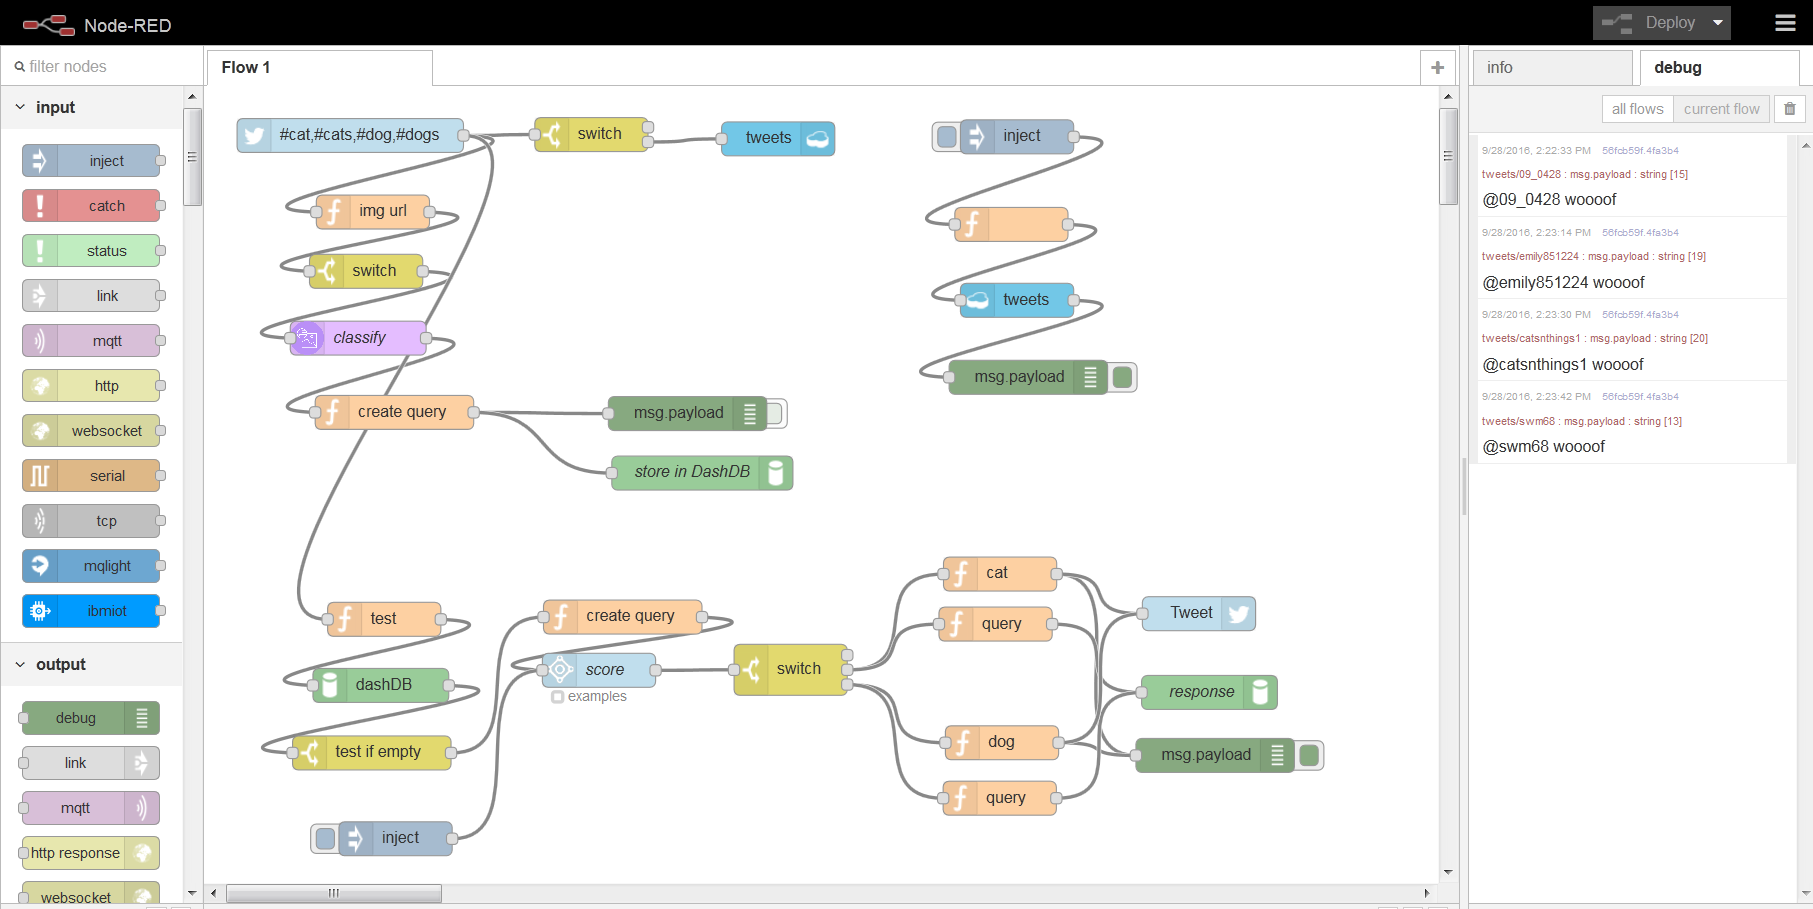 Node-RED
Deploy
filter nodes
Flow 1
+
info
debug
all flows
current flow
input
inject
catch
status
link
mqtt
http
websocket
serial
tcp
mqlight
ibmiot
output
debug
link
mqtt
http response
websocket
#cat,#cats,#dog,#dogs
switch
tweets
img url
switch
classify
create query
msg.payload
store in DashDB
inject
tweets
msg.payload
test
dashDB
test if empty
inject
create query
score
examples
switch
cat
query
dog
query
Tweet
response
msg.payload
9/28/2016, 2:22:33 PM 56fcb59f.4fa3b4
tweets/09_0428 : msg.payload : string [15]
@09_0428 woooof
9/28/2016, 2:23:14 PM 56fcb59f.4fa3b4
tweets/emily851224 : msg.payload : string [19]
@emily851224 woooof
9/28/2016, 2:23:30 PM 56fcb59f.4fa3b4
tweets/catsnthings1 : msg.payload : string [20]
@catsnthings1 woooof
9/28/2016, 2:23:42 PM 56fcb59f.4fa3b4
tweets/swm68 : msg.payload : string [13]
@swm68 woooof